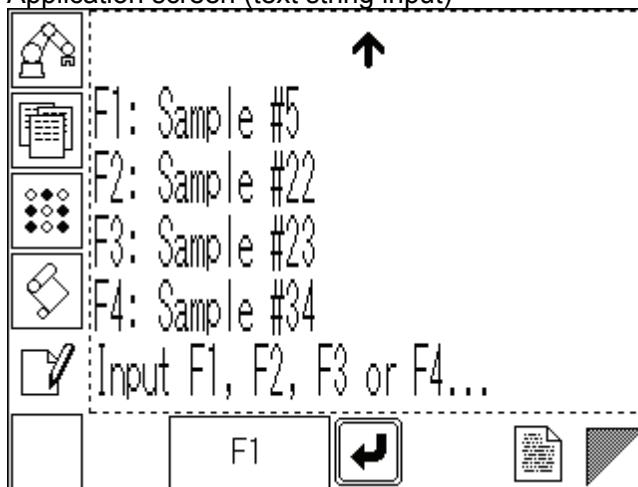 Application screen (text string input)
F1: Sample #5
F2: Sample #22
F3: Sample #23
F4: Sample #34
Input F1, F2, F3 or F4...
F1